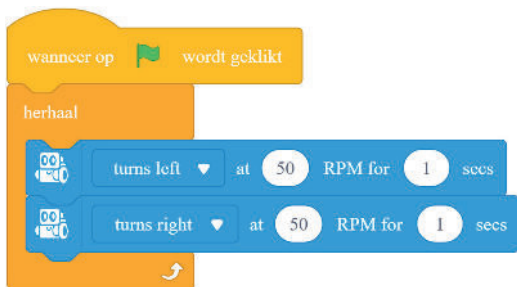 wanneer op wordt geklikt
herhaal
turns left at 50 RPM for 1 secs
turns right at 50 RPM for 1 secs